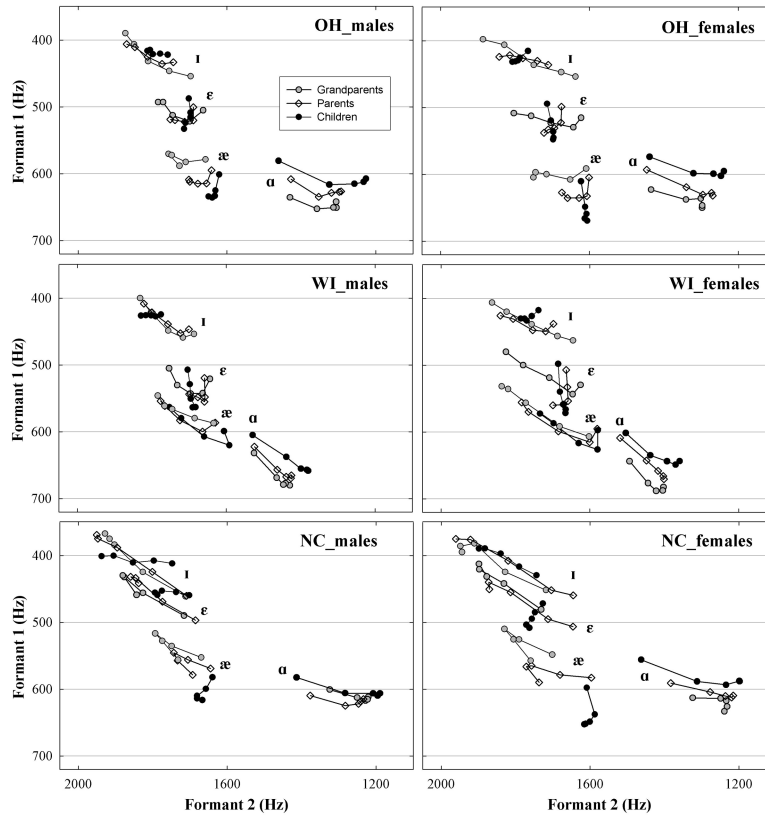 OH_males
OH_females
400
500
600
700
Formant 1 (Hz)
ɪ
ɛ
æ
ɑ
Grandparents
Parents
Children
ɪ
ɛ
æ
ɑ
WI_males
WI_females
400
500
600
700
Formant 1 (Hz)
ɪ
ɛ
æ
ɑ
ɪ
ɛ
æ
ɑ
NC_males
NC_females
400
500
600
700
Formant 1 (Hz)
ɪ
ɛ
æ
ɑ
ɪ
ɛ
æ
ɑ
2000 1600 1200
2000 1600 1200
Formant 2 (Hz)
Formant 2 (Hz)